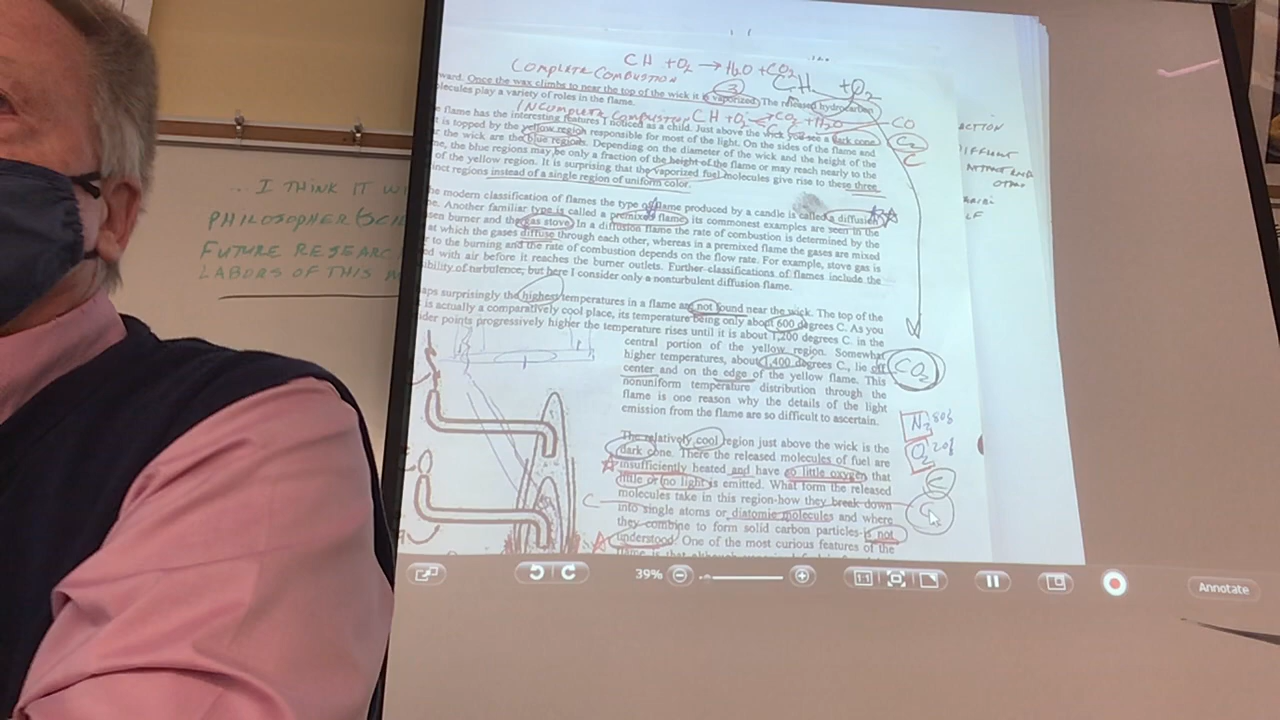 ... I THINK IT
PHILOSOPHER
FUTURE RESEARC
LABORS OF THIS
CH + O₂ → H₂O + CO₂
COMPLETE COMBUSTION
CH + O₂
ward. Once the wax climbs to near the top of the wick it is vaporized. The released hydrocarbon
olecules play a variety of roles in the flame.
INCOMPLETE COMBUSTION CH + O₂ → CO₂ + H₂O
CO
C₂
C
e flame has the interesting features I noticed as a child. Just above the wick you see a dark cone
t is topped by the yellow region responsible for most of the light. On the sides of the flame and
r the wick are the blue regions. Depending on the diameter of the wick and the height of the
me, the blue regions may be only a fraction of the height of the flame or may reach nearly to the
of the yellow region. It is surprising that the vaporized fuel molecules give rise to these three
inct regions instead of a single region of uniform color.
he modern classification of flames the type of flame produced by a candle is called a diffusion
e. Another familiar type is called a premixed flame; its commonest examples are seen in the
sen burner and the gas stove. In a diffusion flame the rate of combustion is determined by the
at which the gases diffuse through each other, whereas in a premixed flame the gases are mixed
r to the burning and the rate of combustion depends on the flow rate. For example, stove gas is
ed with air before it reaches the burner outlets. Further classifications of flames include the
ibility of turbulence, but here I consider only a nonturbulent diffusion flame.
aps surprisingly the highest temperatures in a flame are not found near the wick. The top of the
is actually a comparatively cool place, its temperature being only about 600 degrees C. As you
ider points progressively higher the temperature rises until it is about 1,200 degrees C. in the
central portion of the yellow region. Somewhat
higher temperatures, about 1,400 degrees C., lie off
center and on the edge of the yellow flame. This
nonuniform temperature distribution through the
flame is one reason why the details of the light
emission from the flame are so difficult to ascertain.
CO₂
The relatively cool region just above the wick is the
dark cone. There the released molecules of fuel are
insufficiently heated and have so little oxygen that
little or no light is emitted. What form the released
molecules take in this region-how they break down
into single atoms or diatomic molecules and where
they combine to form solid carbon particles-is not
understood. One of the most curious features of the
C
O₂
39%
1:1
Annotate